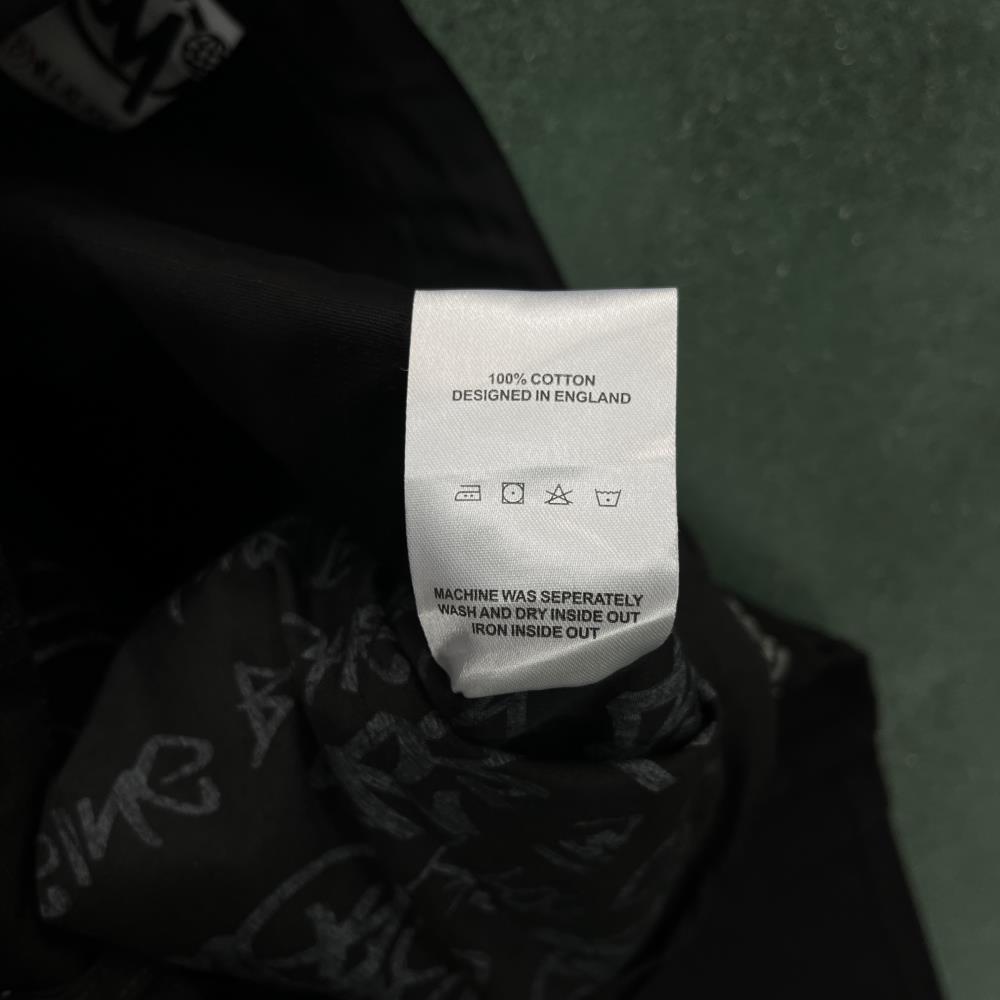 100% COTTON
DESIGNED IN ENGLAND
MACHINE WAS SEPERATELY
WASH AND DRY INSIDE OUT
IRON INSIDE OUT